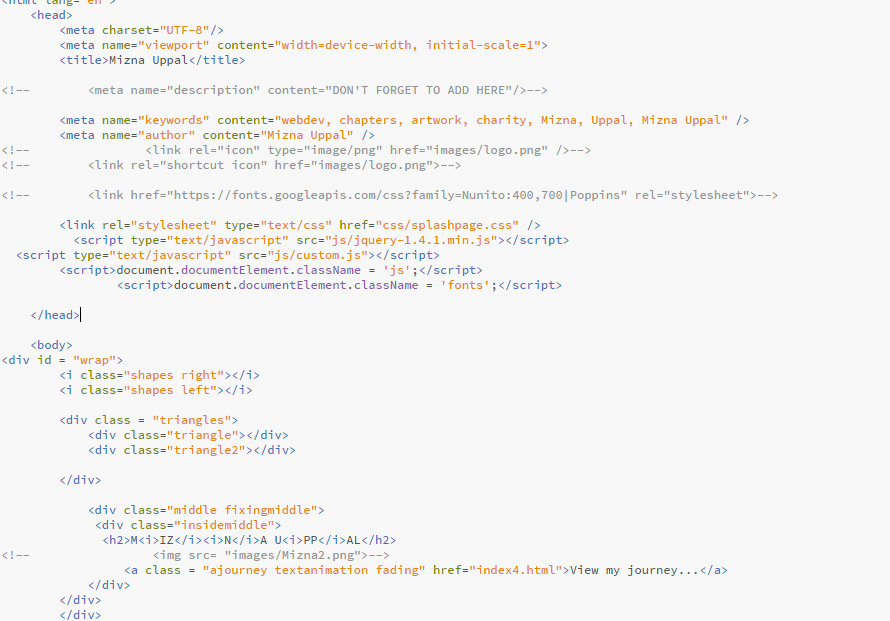 <html lang="en">
<head>
<meta charset="UTF-8"/>
<meta name="viewport" content="width=device-width, initial-scale=1">
<title>Mizna Uppal</title>
<!-- <meta name="description" content="DON'T FORGET TO ADD HERE"/>-->
<meta name="keywords" content="webdev, chapters, artwork, charity, Mizna, Uppal, Mizna Uppal" />
<meta name="author" content="Mizna Uppal" />
<!-- <link rel="icon" type="image/png" href="images/logo.png" />-->
<!-- <link rel="shortcut icon" href="images/logo.png">-->
<!-- <link href="https://fonts.googleapis.com/css?family=Nunito:400,700|Poppins" rel="stylesheet">-->
<link rel="stylesheet" type="text/css" href="css/splashpage.css" />
<script type="text/javascript" src="js/jquery-1.4.1.min.js"></script>
<script type="text/javascript" src="js/custom.js"></script>
<script>document.documentElement.className = 'js';</script>
<script>document.documentElement.className = 'fonts';</script>
</head>
<body>
<div id = "wrap">
<i class="shapes right"></i>
<i class="shapes left"></i>
<div class = "triangles">
<div class="triangle"></div>
<div class="triangle2"></div>
</div>
<div class="middle fixingmiddle">
<div class="insidemiddle">
<h2>M<i>IZ</i><i>N</i>A U<i>PP</i>AL</h2>
<!-- <img src= "images/Mizna2.png">-->
<a class = "ajourney textanimation fading" href="index4.html">View my journey...</a>
</div>
</div>
</div>